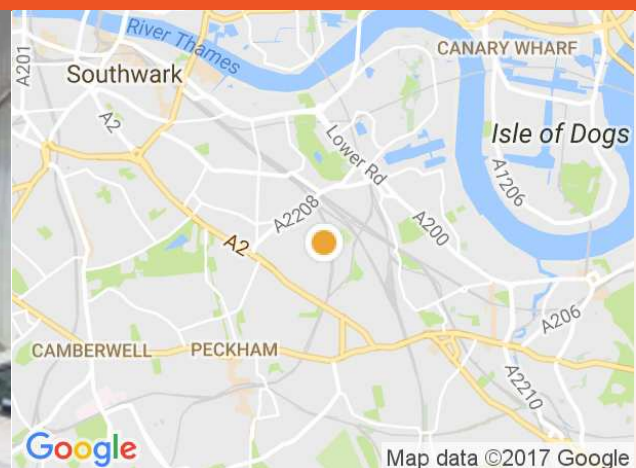 River Thames
CANARY WHARF
A201
Southwark
A2
Lower Rd
Isle of Dogs
A1206
A2208
A200
A2
A206
CAMBERWELL
PECKHAM
A2210
Google
Map data ©2017 Google